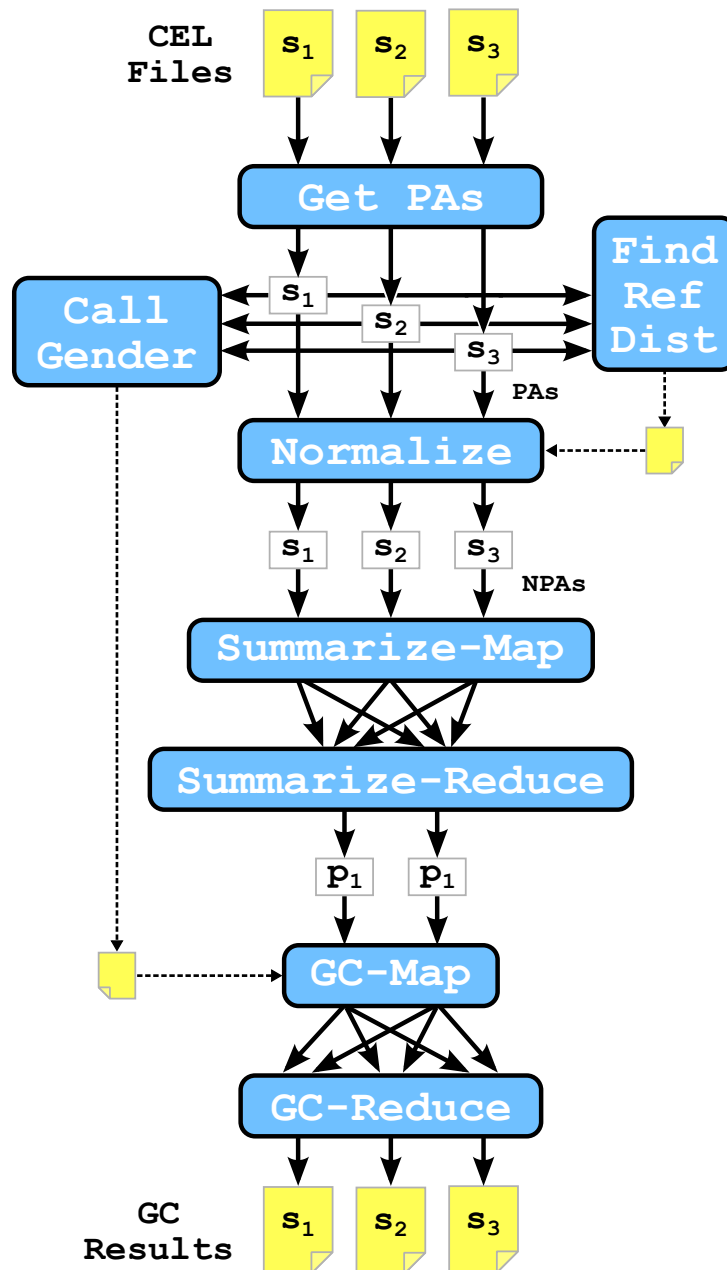 CEL
Files
s1 s2 s3
Get PAs
Find
Ref
Dist
Call
Gender
s1
s2
s3
PAs
Normalize
s1 s2 s3
NPAs
Summarize-Map
Summarize-Reduce
p1 p1
GC-Map
GC-Reduce
GC
Results
s1 s2 s3